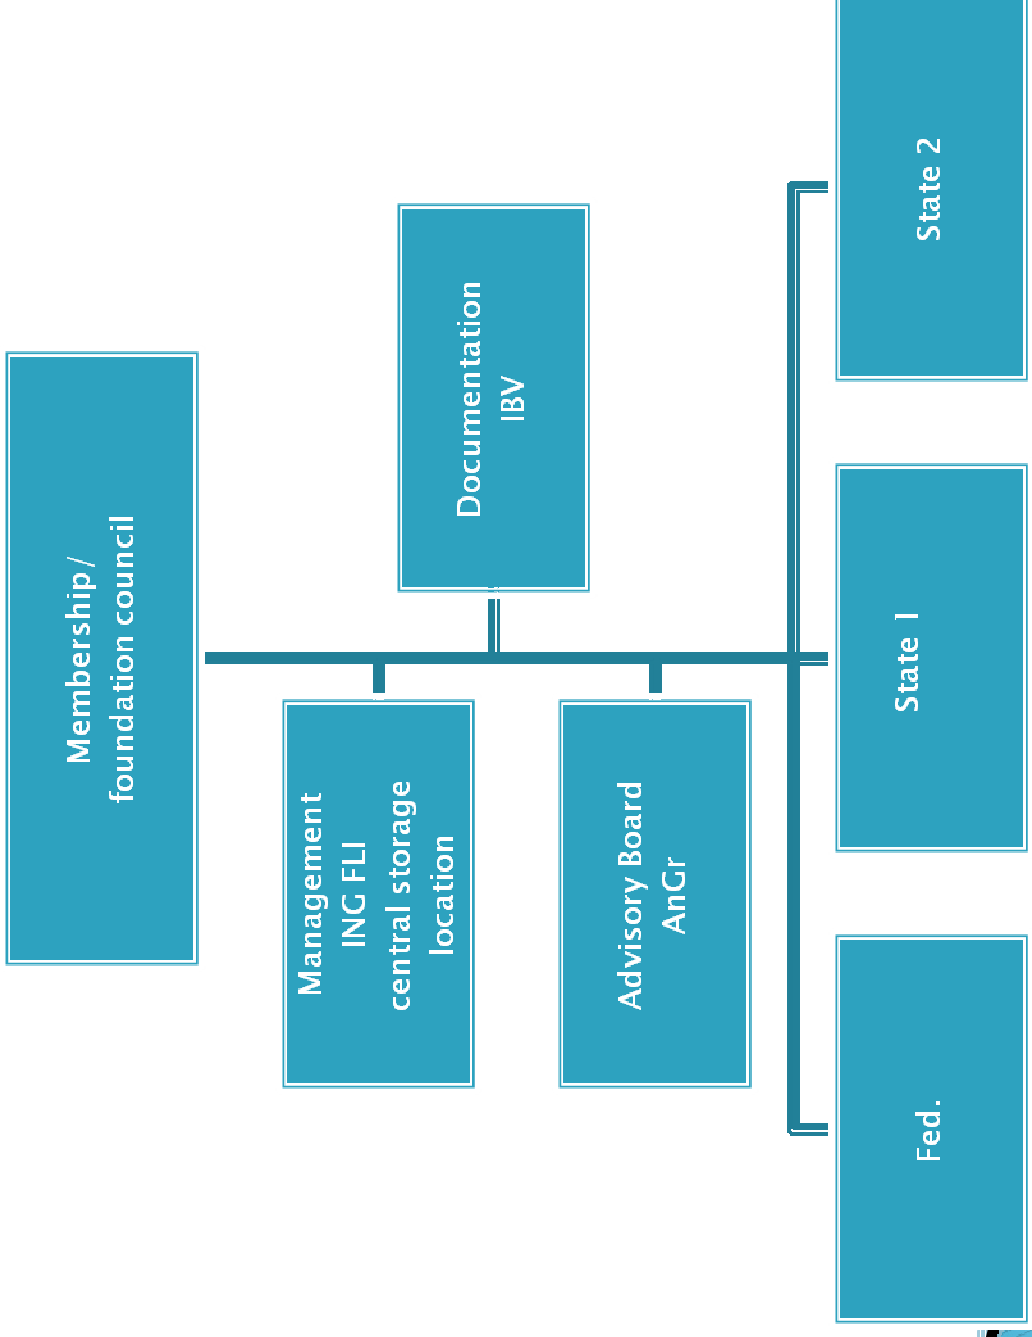 Membership/
foundation council
Management
ING FLI
central storage
location
Documentation
IBV
Advisory Board
AnGr
Fed.
State 1
State 2